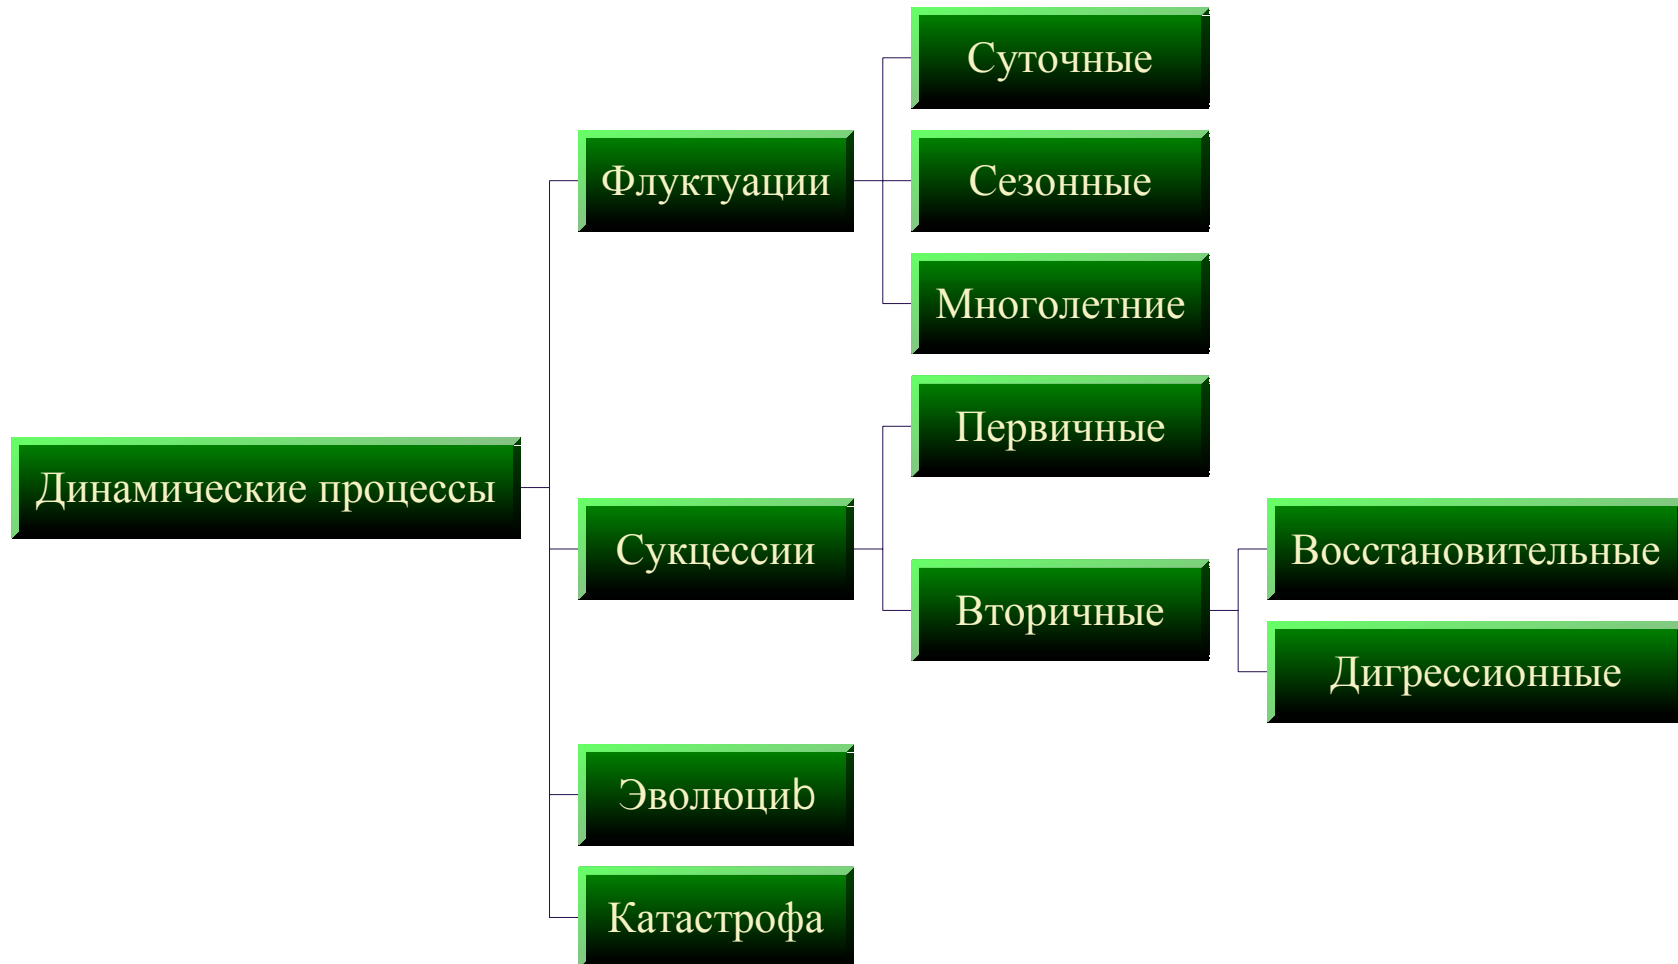 Динамические процессы
Флуктуации
Суточные
Сезонные
Многолетние
Сукцессии
Первичные
Вторичные
Восстановительные
Дигрессионные
Эволюциb
Катастрофа